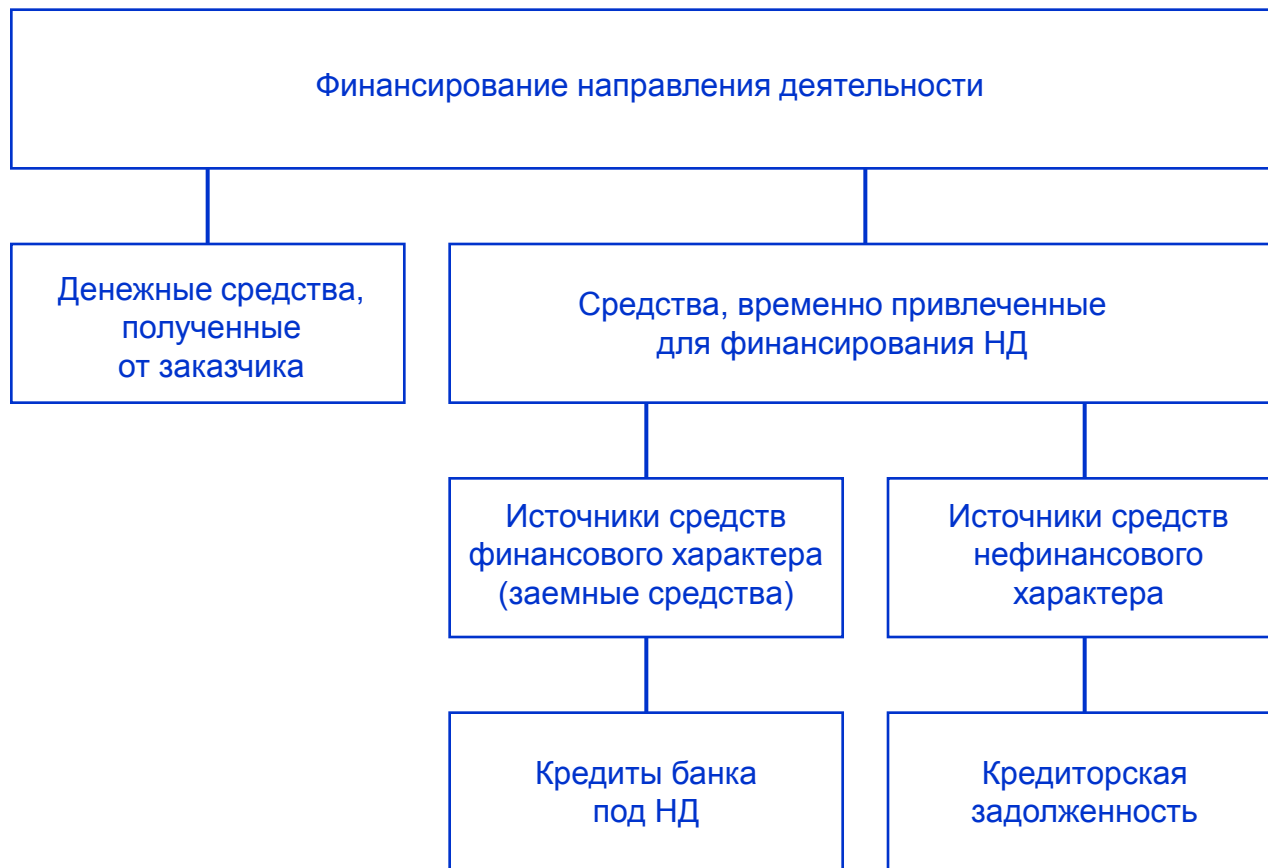 Финансирование направления деятельности
Денежные средства,
полученные
от заказчика
Средства, временно привлеченные
для финансирования НД
Источники средств
финансового характера
(заемные средства)
Источники средств
нефинансового
характера
Кредиты банка
под НД
Кредиторская
задолженность